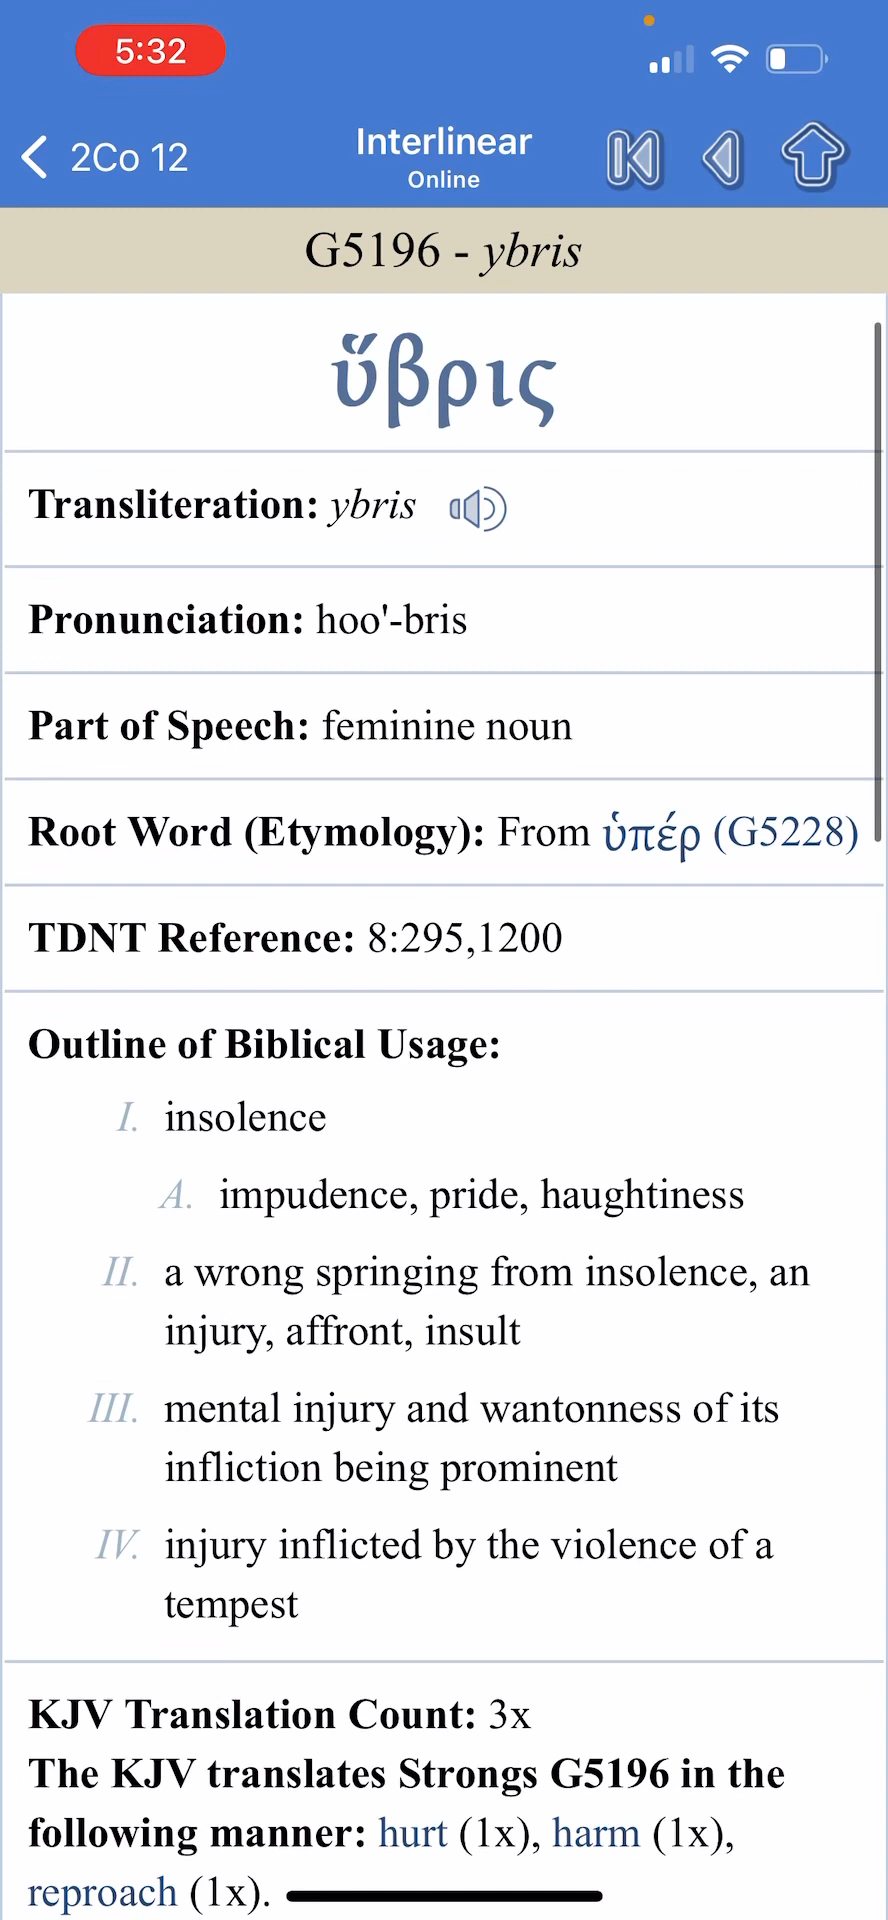 5:32
2Co 12
Interlinear
Online
G5196 - ybris
ὕβρις
Transliteration: ybris
Pronunciation: hoo'-bris
Part of Speech: feminine noun
Root Word (Etymology): From ὑπέρ (G5228)
TDNT Reference: 8:295,1200
Outline of Biblical Usage:
I. insolence
A. impudence, pride, haughtiness
II. a wrong springing from insolence, an
injury, affront, insult
III. mental injury and wantonness of its
infliction being prominent
IV. injury inflicted by the violence of a
tempest
KJV Translation Count: 3x
The KJV translates Strongs G5196 in the
following manner: hurt (1x), harm (1x),
reproach (1x).